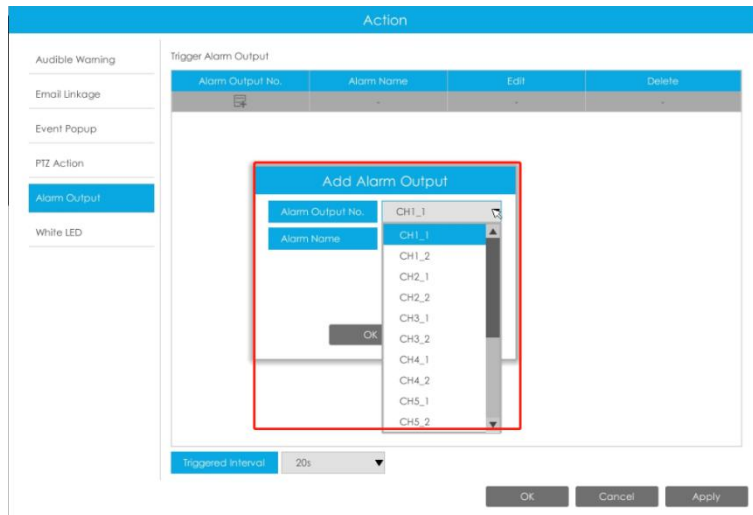 Action
Audible Warning
Email Linkage
Event Popup
PTZ Action
Alarm Output
White LED
Trigger Alarm Output
Alarm Output No. Alarm Name Edit Delete
- - -
Add Alarm Output
Alarm Output No. CH1_1
Alarm Name
CH1_1
CH1_2
CH2_1
CH2_2
CH3_1
CH3_2
CH4_1
CH4_2
CH5_1
CH5_2
OK
Triggered Interval 20s
OK Cancel Apply